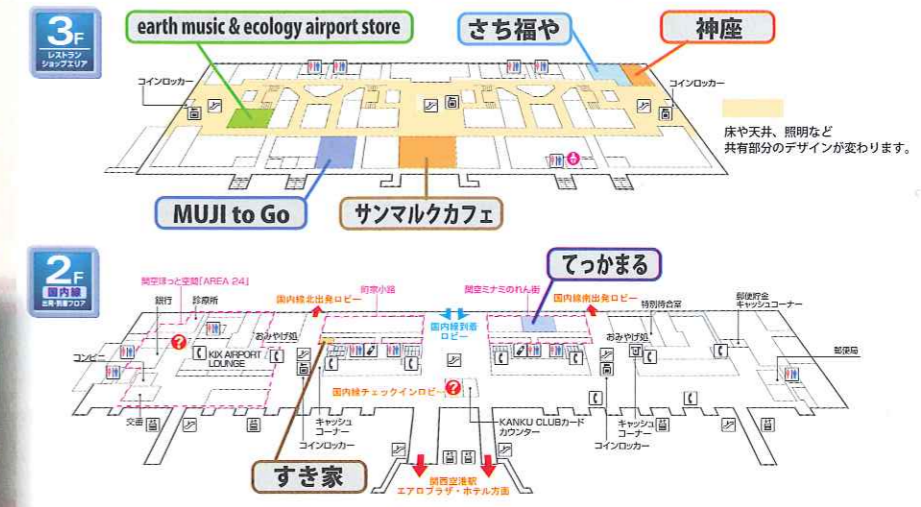 3F
レストラン
ショップエリア
earth music & ecology airport store
さち福や
神座
コインロッカー
コインロッカー
床や天井、照明など
共有部分のデザインが変わります。
MUJI to Go
サンマルクカフェ
2F
国内線
出発・到着フロア
てっかまる
関空ほっと空間「AREA 24」
国内線北出発ロビー
町家小路
関空ミナミのれん街
国内線南出発ロビー
特別待合室
郵便貯金
キャッシュコーナー
銀行
診療所
おみやげ処
国内線到着
ロビー
おみやげ処
コンビニ
KIX AIRPORT
LOUNGE
郵便局
国内線チェックインロビー
交番
キャッシュ
コーナー
コインロッカー
KANKU CLUBカード
カウンター
キャッシュ
コーナー
コインロッカー
すき家
関西空港駅
エアロプラザ・ホテル方面